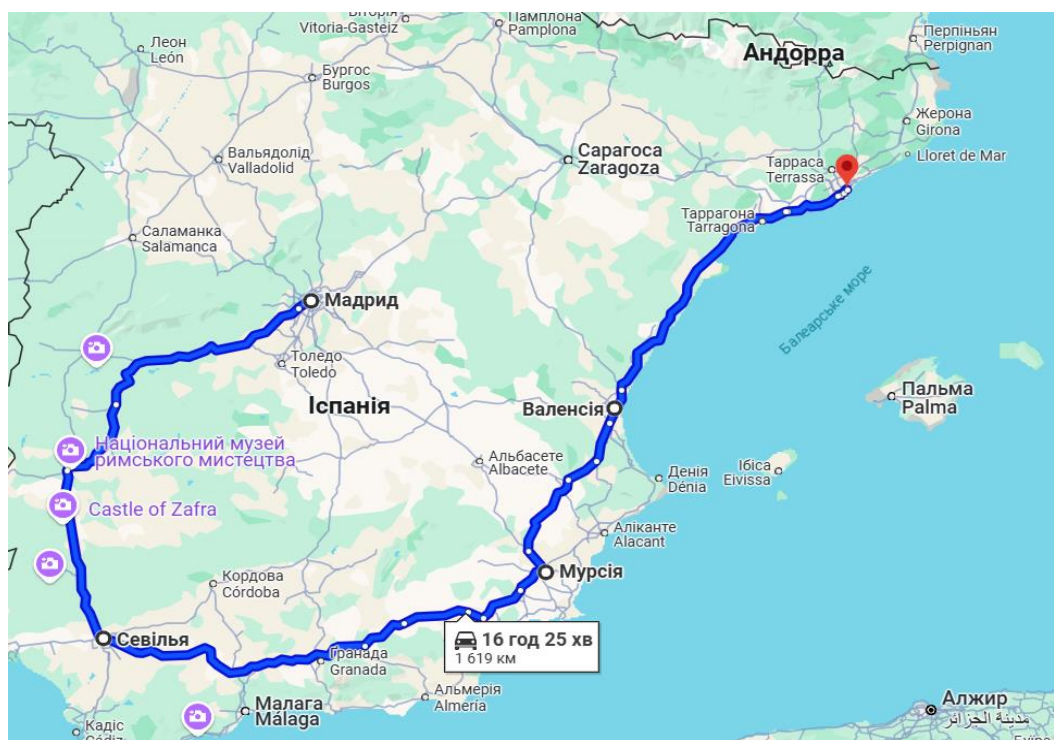 Віторія
Vitoria-Gasteiz
Памплона
Pamplona
Леон
León
Бургос
Burgos
Андорра
Перпіньян
Perpignan
Жерона
Girona
Lloret de Mar
Вальядолід
Valladolid
Сарагоса
Zaragoza
Тарраса
Terrassa
Таррагона
Tarragona
Саламанка
Salamanca
Мадрид
Толедо
Toledo
Балеарське море
Іспанія
Валенсія
Пальма
Palma
Національний музей
римського мистецтва
Альбасете
Albacete
Денія
Dénia
Ібіса
Eivissa
Castle of Zafra
Аліканте
Alacant
Мурсія
Кордова
Córdoba
Севілья
16 год 25 хв
1 619 км
Гранада
Granada
Альмерія
Almería
Малага
Málaga
Кадіс
Алжир
مدينة الجزائر